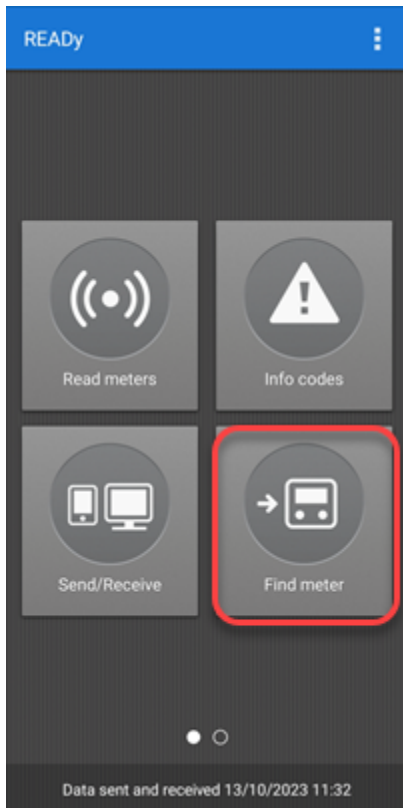 READy
Read meters
Info codes
Send/Receive
Find meter
Data sent and received 13/10/2023 11:32